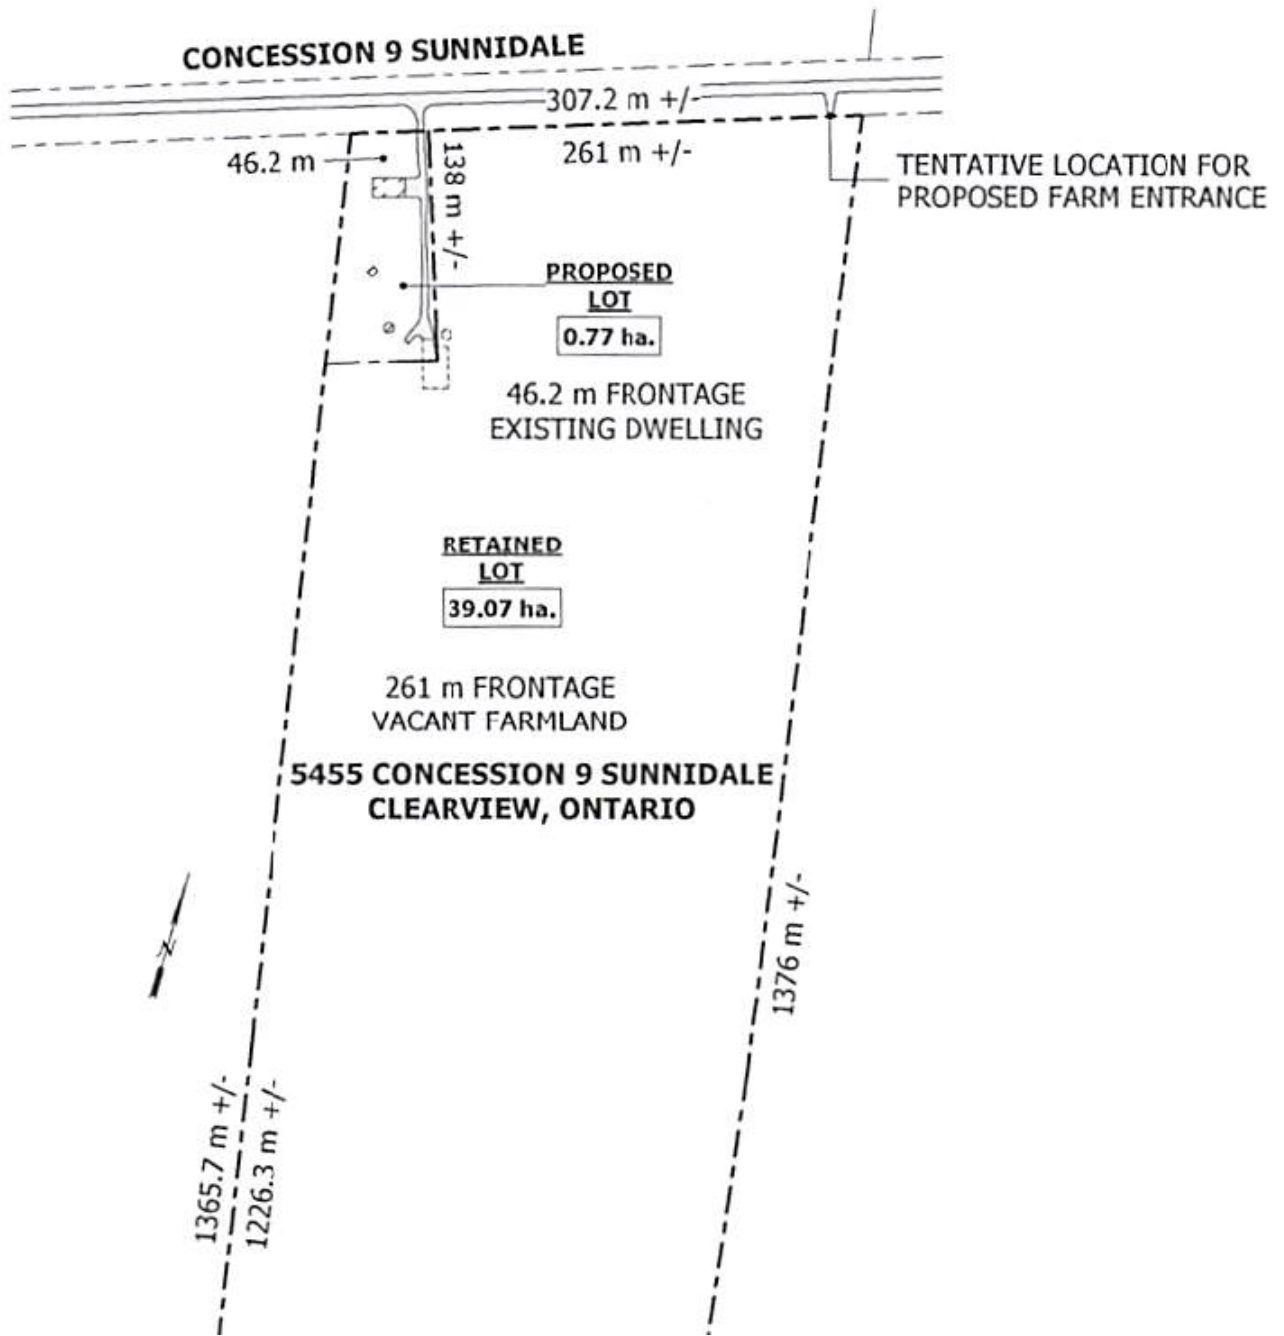 CONCESSION 9 SUNNIDALE
307.2 m +/-
46.2 m
138 m +/-
261 m +/-
TENTATIVE LOCATION FOR
PROPOSED FARM ENTRANCE
PROPOSED
LOT
0.77 ha.
46.2 m FRONTAGE
EXISTING DWELLING
RETAINED
LOT
39.07 ha.
261 m FRONTAGE
VACANT FARMLAND
5455 CONCESSION 9 SUNNIDALE
CLEARVIEW, ONTARIO
N
1376 m +/-
1365.7 m +/-
1226.3 m +/-